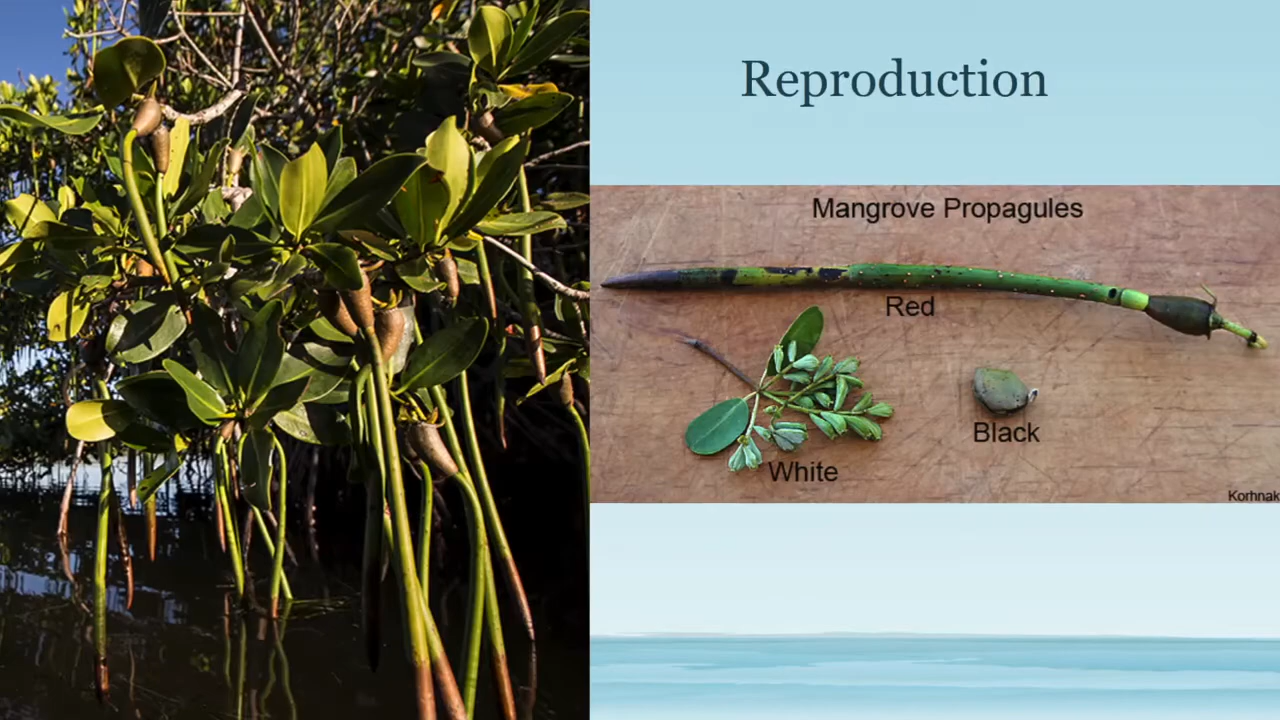 Reproduction
Mangrove Propagules
Red
Black
White
Korhnak